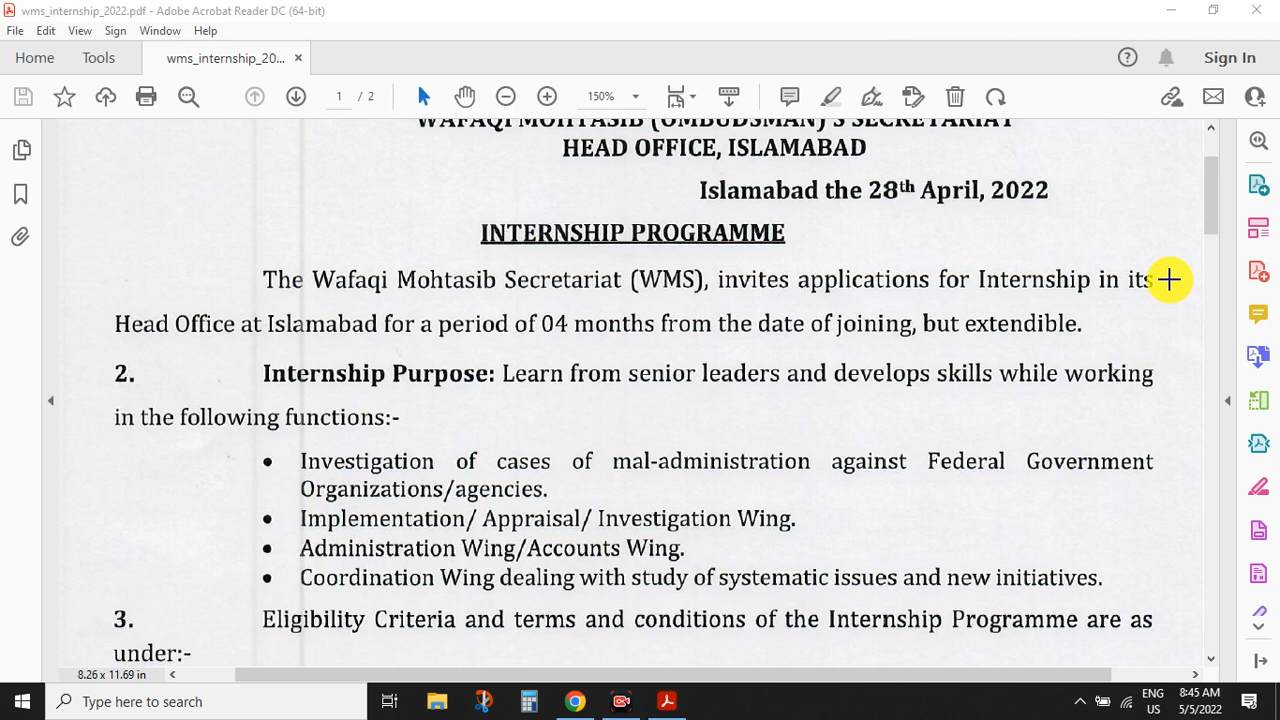 wms_internship_2022.pdf - Adobe Acrobat Reader DC (64-bit)
File Edit View Sign Window Help
Home Tools wms_internship_20... × Sign In
1 / 2 150%
WAFAQI MOHTASIB (OMBUDSMAN)'S SECRETARIAT
HEAD OFFICE, ISLAMABAD
Islamabad the 28th April, 2022
INTERNSHIP PROGRAMME
The Wafaqi Mohtasib Secretariat (WMS), invites applications for Internship in its
Head Office at Islamabad for a period of 04 months from the date of joining, but extendible.
2. Internship Purpose: Learn from senior leaders and develops skills while working
in the following functions:-
• Investigation of cases of mal-administration against Federal Government
Organizations/agencies.
• Implementation/ Appraisal/ Investigation Wing.
• Administration Wing/Accounts Wing.
• Coordination Wing dealing with study of systematic issues and new initiatives.
3. Eligibility Criteria and terms and conditions of the Internship Programme are as
under:-
8.26 x 11.69 in
Type here to search
ENG 8:45 AM
US 5/5/2022